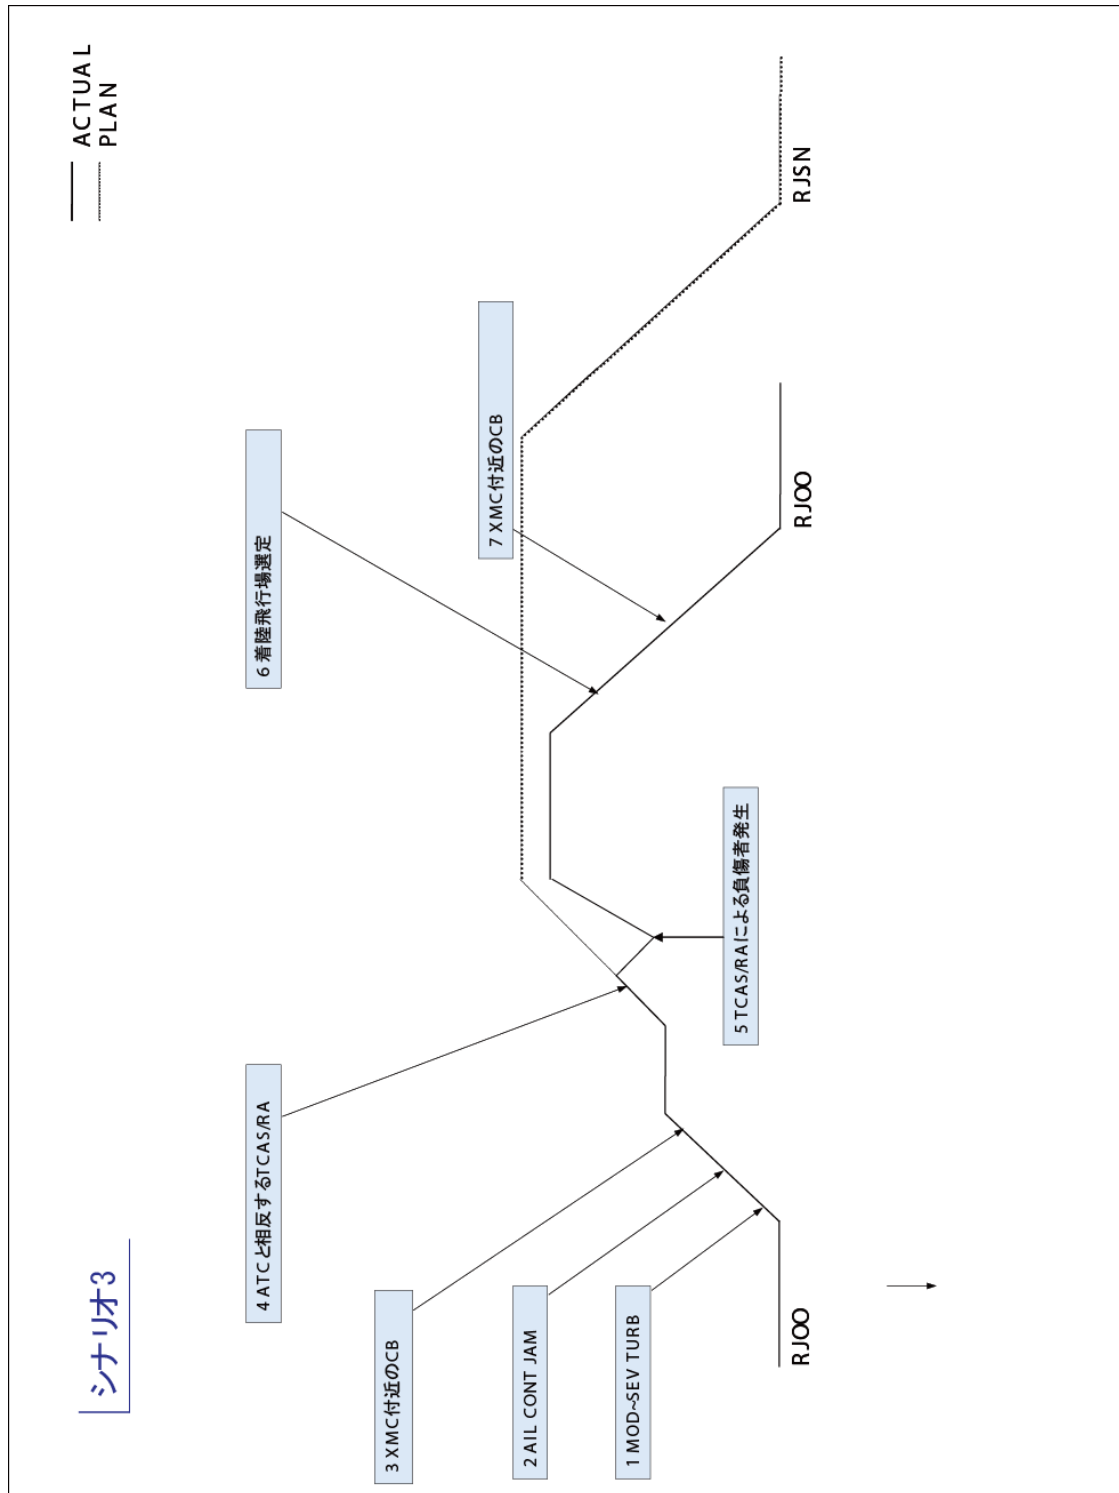 シナリオ3
ACTUAL
PLAN
4 ATCと相反するTCAS/RA
6 着陸飛行場選定
3 XMC付近のCB
7 XMC付近のCB
2 AIL CONT JAM
1 MOD~SEV TURB
5 TCAS/RAによる負傷者発生
RJOO
RJOO
RJSN